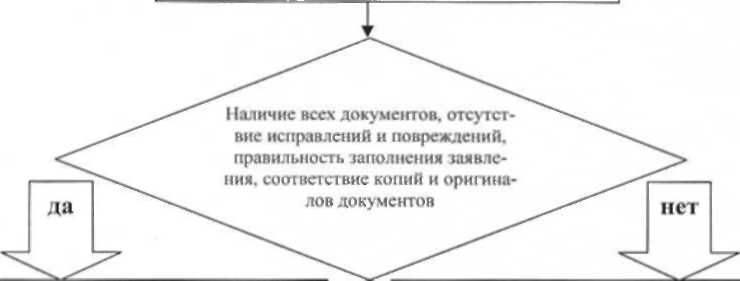 Наличие всех документов, отсутст-
вие исправлений и повреждений,
правильность заполнения заявле-
ния, соответствие копий и оригина-
лов документов
да
нет